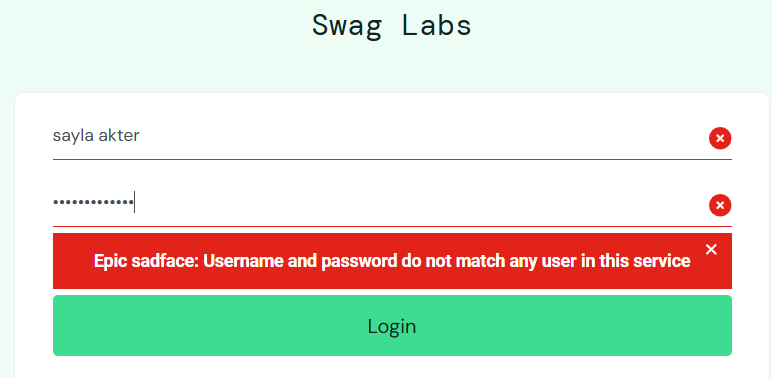 Swag Labs
sayla akter
•••••••••••••
Epic sadface: Username and password do not match any user in this service
Login